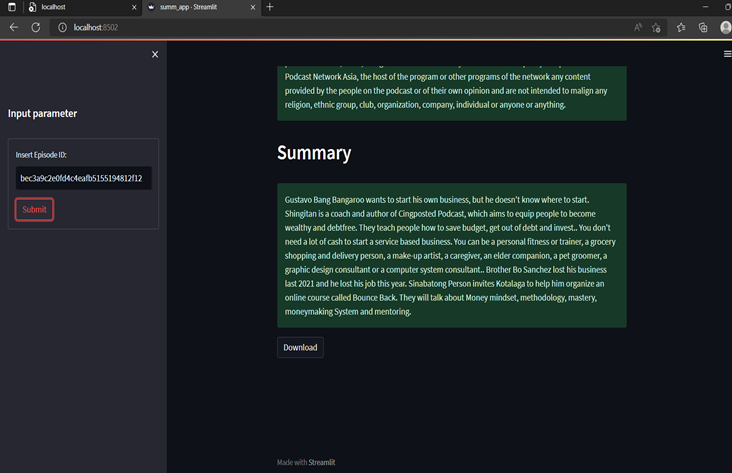 localhost
summ_app · Streamlit
localhost:8502
Input parameter
Insert Episode ID:
bec3a9c2e0fd4c4eafb5155194812f12
Submit
Podcast Network Asia, the host of the program or other programs of the network any content
provided by the people on the podcast or of their own opinion and are not intended to malign any
religion, ethnic group, club, organization, company, individual or anyone or anything.
Summary
Gustavo Bang Bangaroo wants to start his own business, but he doesn't know where to start.
Shingitan is a coach and author of Cingposted Podcast, which aims to equip people to become
wealthy and debtfree. They teach people how to save budget, get out of debt and invest.. You don't
need a lot of cash to start a service based business. You can be a personal fitness or trainer, a grocery
shopping and delivery person, a make-up artist, a caregiver, an elder companion, a pet groomer, a
graphic design consultant or a computer system consultant.. Brother Bo Sanchez lost his business
last 2021 and he lost his job this year. Sinabatong Person invites Kotalaga to help him organize an
online course called Bounce Back. They will talk about Money mindset, methodology, mastery,
moneymaking System and mentoring.
Download
Made with Streamlit